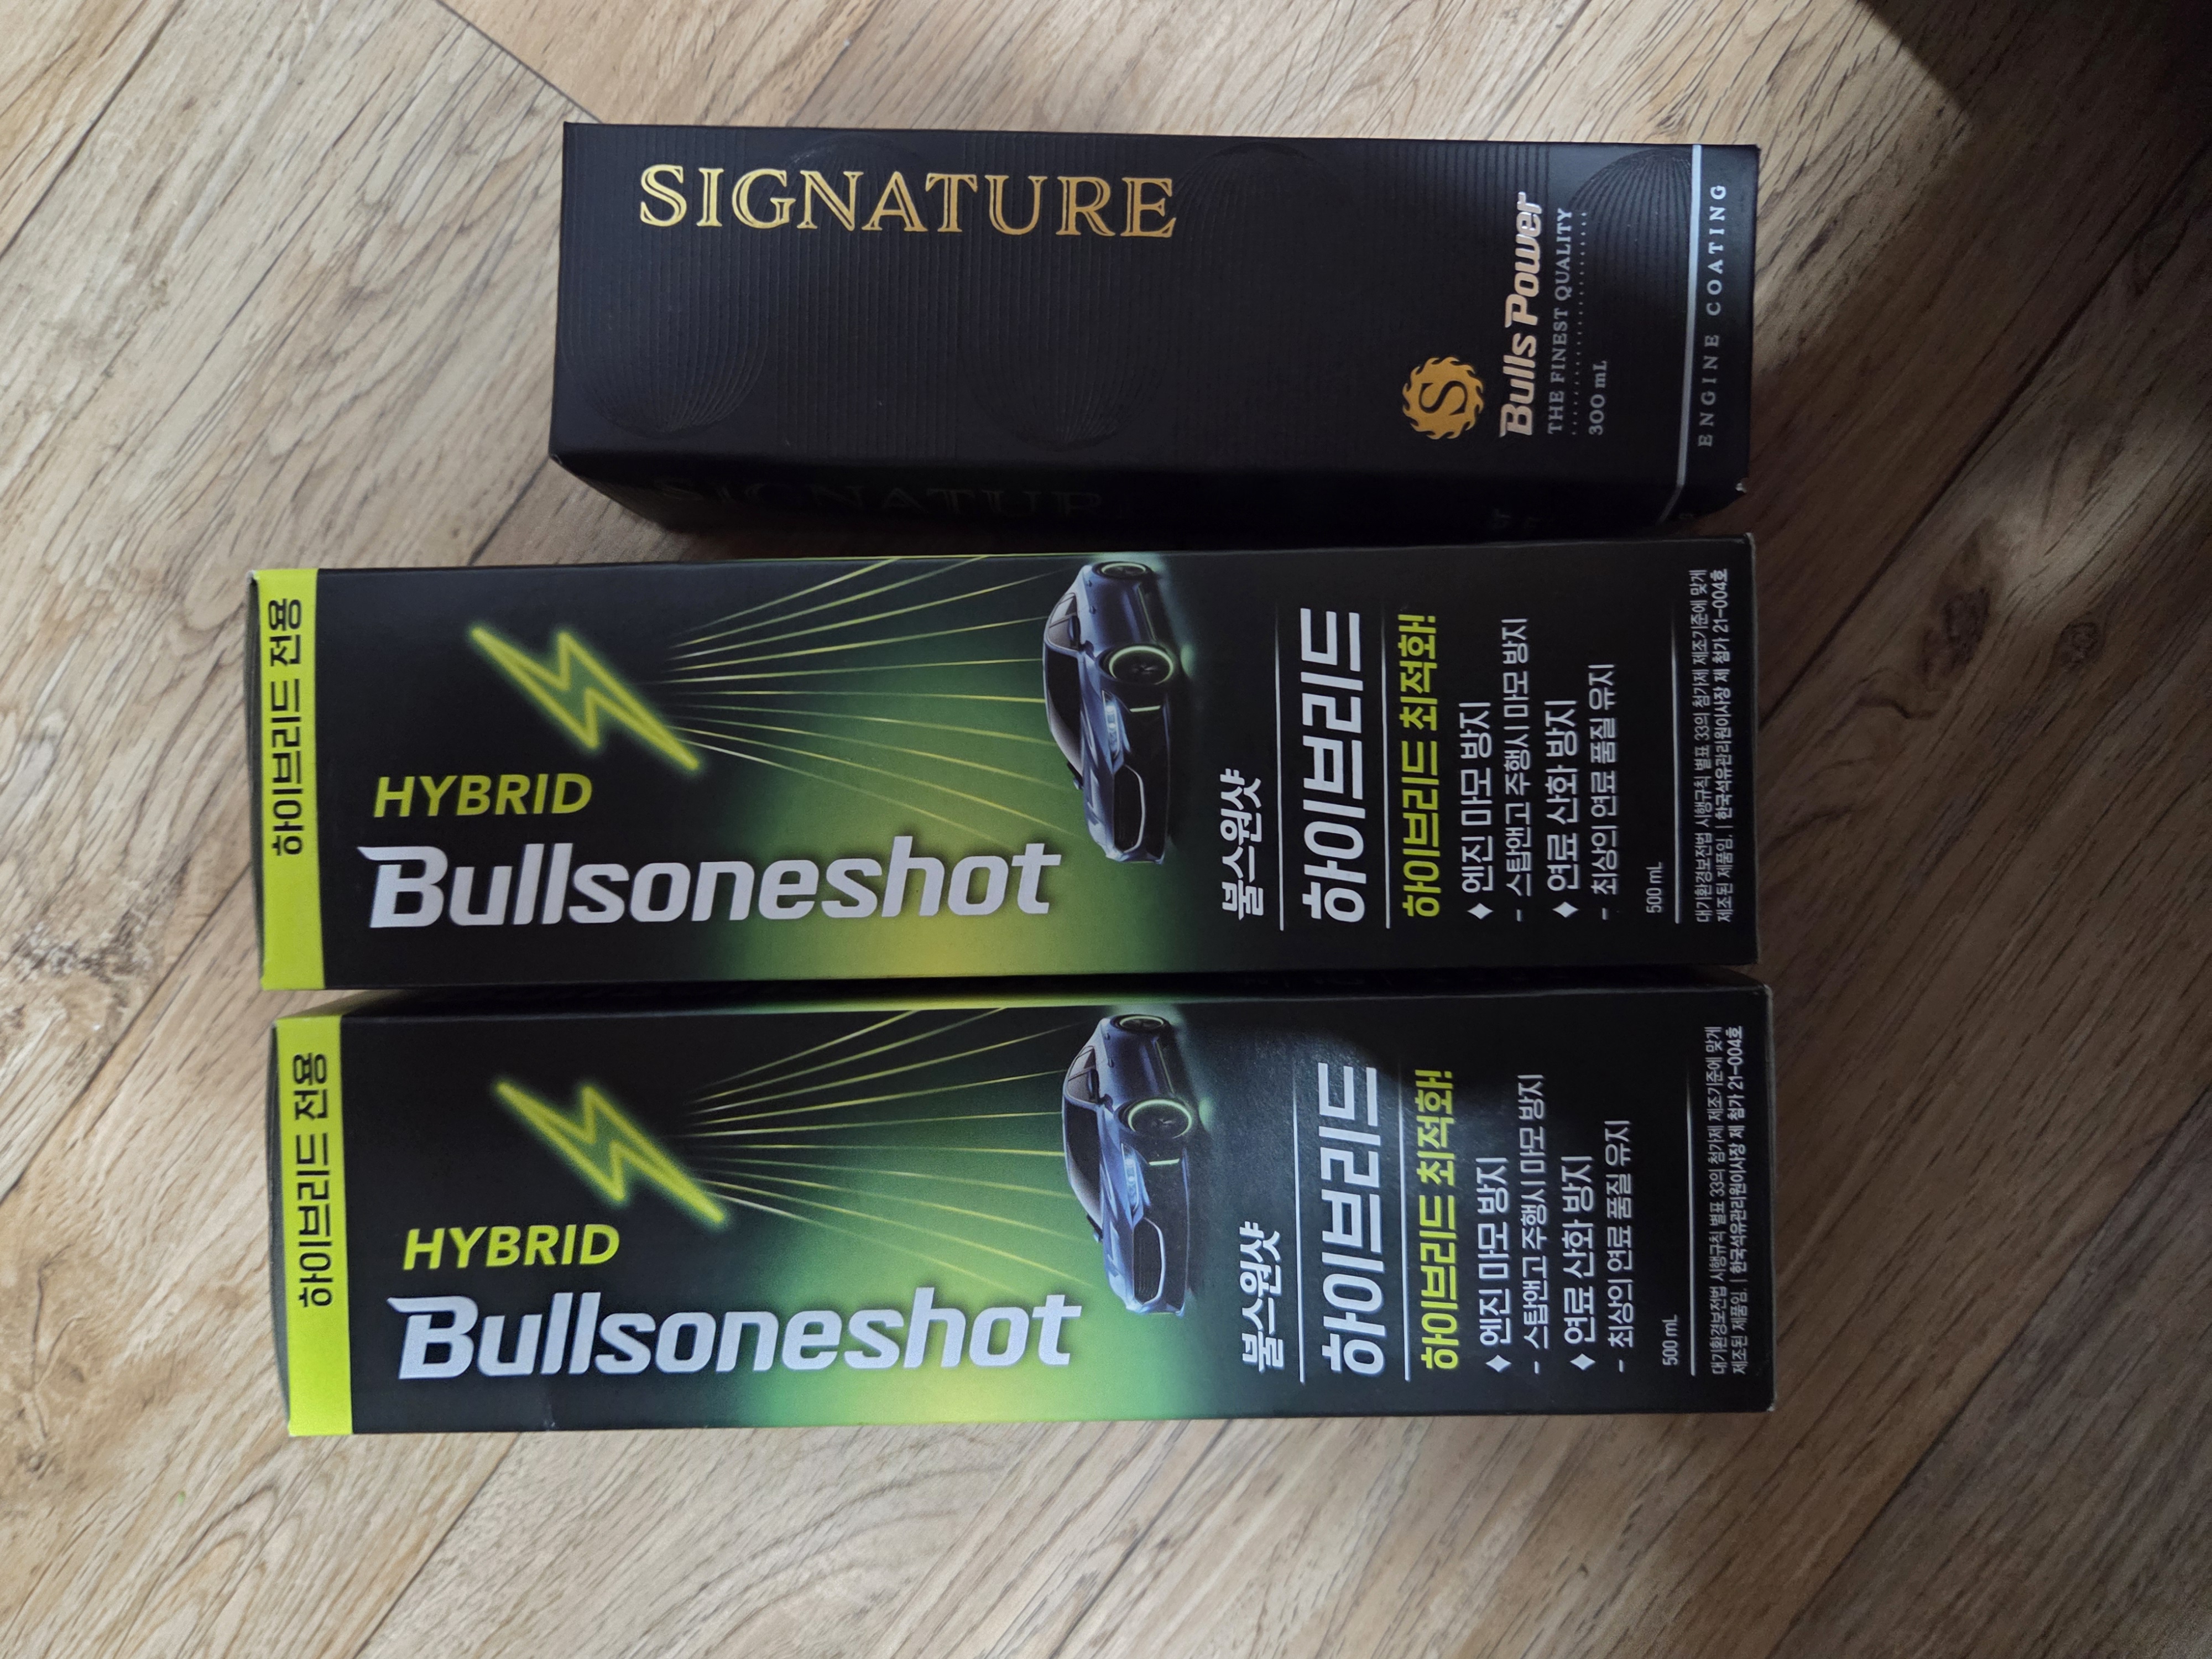 SIGNATURE
Bulls Power
THE FINEST QUALITY
300 mL
ENGINE COATING
SIGNATUR
하이브리드 전용
HYBRID
Bullsoneshot
불스원샷
하이브리드
하이브리드 최적화!
◆ 엔진 마모 방지
- 스탑앤고 주행시 마모 방지
◆ 연료 산화 방지
- 최상의 연료 품질 유지
500 mL
대기환경보전법 시행규칙 별표 33의 첨가제 제조기준에 맞게
제조된 제품임. | 한국석유관리원이사장 제 첨가 21-004호
하이브리드 전용
HYBRID
Bullsoneshot
불스원샷
하이브리드
하이브리드 최적화!
◆ 엔진 마모 방지
- 스탑앤고 주행시 마모 방지
◆ 연료 산화 방지
- 최상의 연료 품질 유지
500 mL
대기환경보전법 시행규칙 별표 33의 첨가제 제조기준에 맞게
제조된 제품임. | 한국석유관리원이사장 제 첨가 21-004호